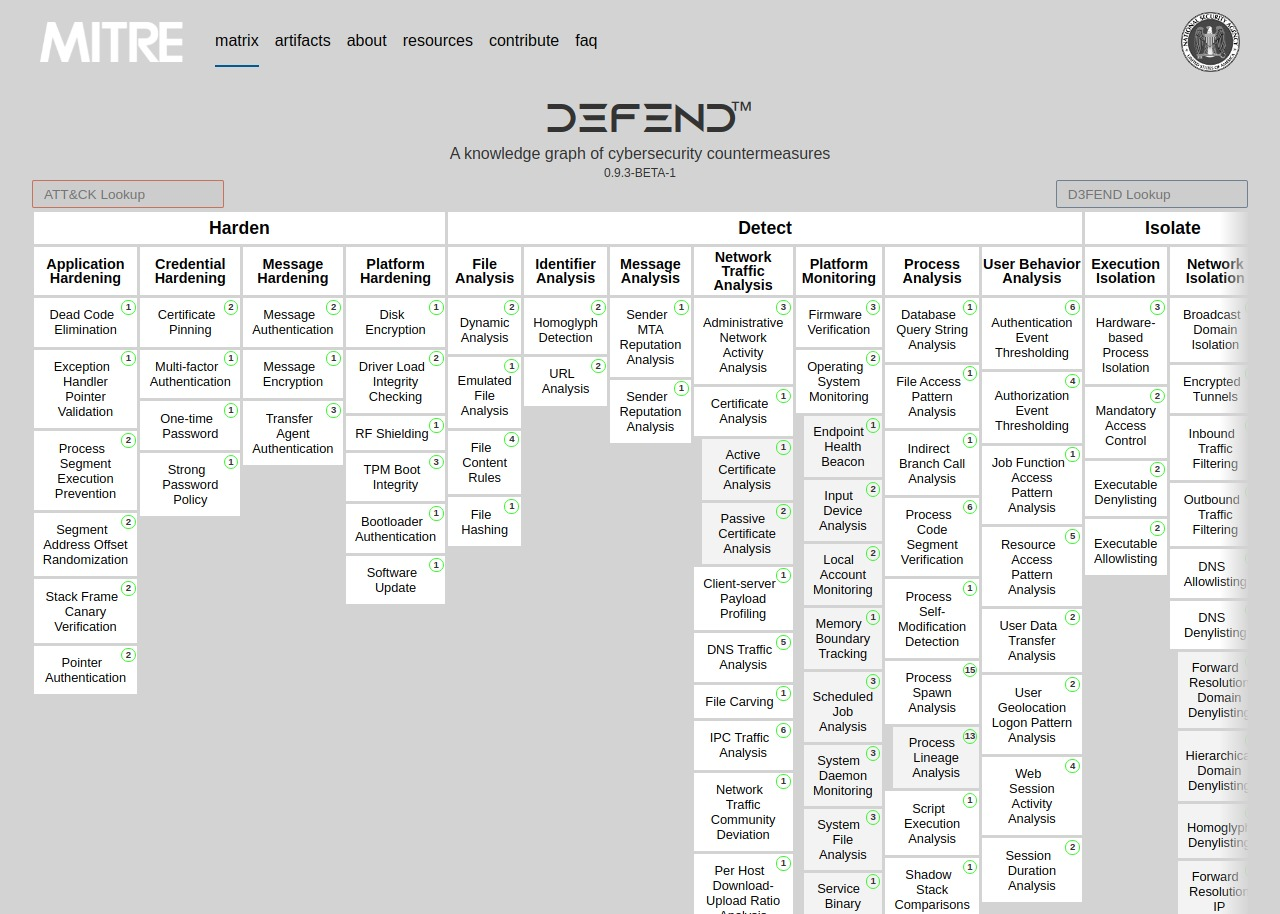 MITRE
matrix artifacts about resources contribute faq
NATIONAL SECURITY AGENCY
UNITED STATES OF AMERICA
DEFEND™
A knowledge graph of cybersecurity countermeasures
0.9.3-BETA-1
ATT&CK Lookup
D3FEND Lookup
Harden
Application
Hardening
1
Dead Code
Elimination
1
Exception
Handler
Pointer
Validation
2
Process
Segment
Execution
Prevention
2
Segment
Address Offset
Randomization
2
Stack Frame
Canary
Verification
2
Pointer
Authentication
Credential
Hardening
2
Certificate
Pinning
1
Multi-factor
Authentication
1
One-time
Password
1
Strong
Password
Policy
Message
Hardening
2
Message
Authentication
1
Message
Encryption
3
Transfer
Agent
Authentication
Platform
Hardening
1
Disk
Encryption
2
Driver Load
Integrity
Checking
1
RF Shielding
3
TPM Boot
Integrity
1
Bootloader
Authentication
1
Software
Update
Detect
File
Analysis
2
Dynamic
Analysis
1
Emulated
File
Analysis
4
File
Content
Rules
1
File
Hashing
Identifier
Analysis
2
Homoglyph
Detection
2
URL
Analysis
Message
Analysis
1
Sender
MTA
Reputation
Analysis
1
Sender
Reputation
Analysis
Network
Traffic
Analysis
3
Administrative
Network
Activity
Analysis
1
Certificate
Analysis
1
Active
Certificate
Analysis
2
Passive
Certificate
Analysis
1
Client-server
Payload
Profiling
5
DNS Traffic
Analysis
1
File Carving
6
IPC Traffic
Analysis
1
Network
Traffic
Community
Deviation
1
Per Host
Download-
Upload Ratio
Analysis
Platform
Monitoring
3
Firmware
Verification
2
Operating
System
Monitoring
1
Endpoint
Health
Beacon
2
Input
Device
Analysis
2
Local
Account
Monitoring
1
Memory
Boundary
Tracking
3
Scheduled
Job
Analysis
3
System
Daemon
Monitoring
3
System
File
Analysis
1
Service
Binary
Process
Analysis
1
Database
Query String
Analysis
1
File Access
Pattern
Analysis
1
Indirect
Branch Call
Analysis
6
Process
Code
Segment
Verification
1
Process
Self-
Modification
Detection
15
Process
Spawn
Analysis
13
Process
Lineage
Analysis
1
Script
Execution
Analysis
1
Shadow
Stack
Comparisons
User Behavior
Analysis
6
Authentication
Event
Thresholding
4
Authorization
Event
Thresholding
1
Job Function
Access
Pattern
Analysis
5
Resource
Access
Pattern
Analysis
2
User Data
Transfer
Analysis
2
User
Geolocation
Logon Pattern
Analysis
4
Web
Session
Activity
Analysis
2
Session
Duration
Analysis
Isolate
Execution
Isolation
3
Hardware-
based
Process
Isolation
2
Mandatory
Access
Control
2
Executable
Denylisting
2
Executable
Allowlisting
Network
Isolation
Broadcast
Domain
Isolation
Encrypted
Tunnels
Inbound
Traffic
Filtering
Outbound
Traffic
Filtering
DNS
Allowlisting
DNS
Denylisting
Forward
Resolution
Domain
Denylisting
Hierarchica
Domain
Denylisting
Homoglyph
Denylisting
Forward
Resolution
IP